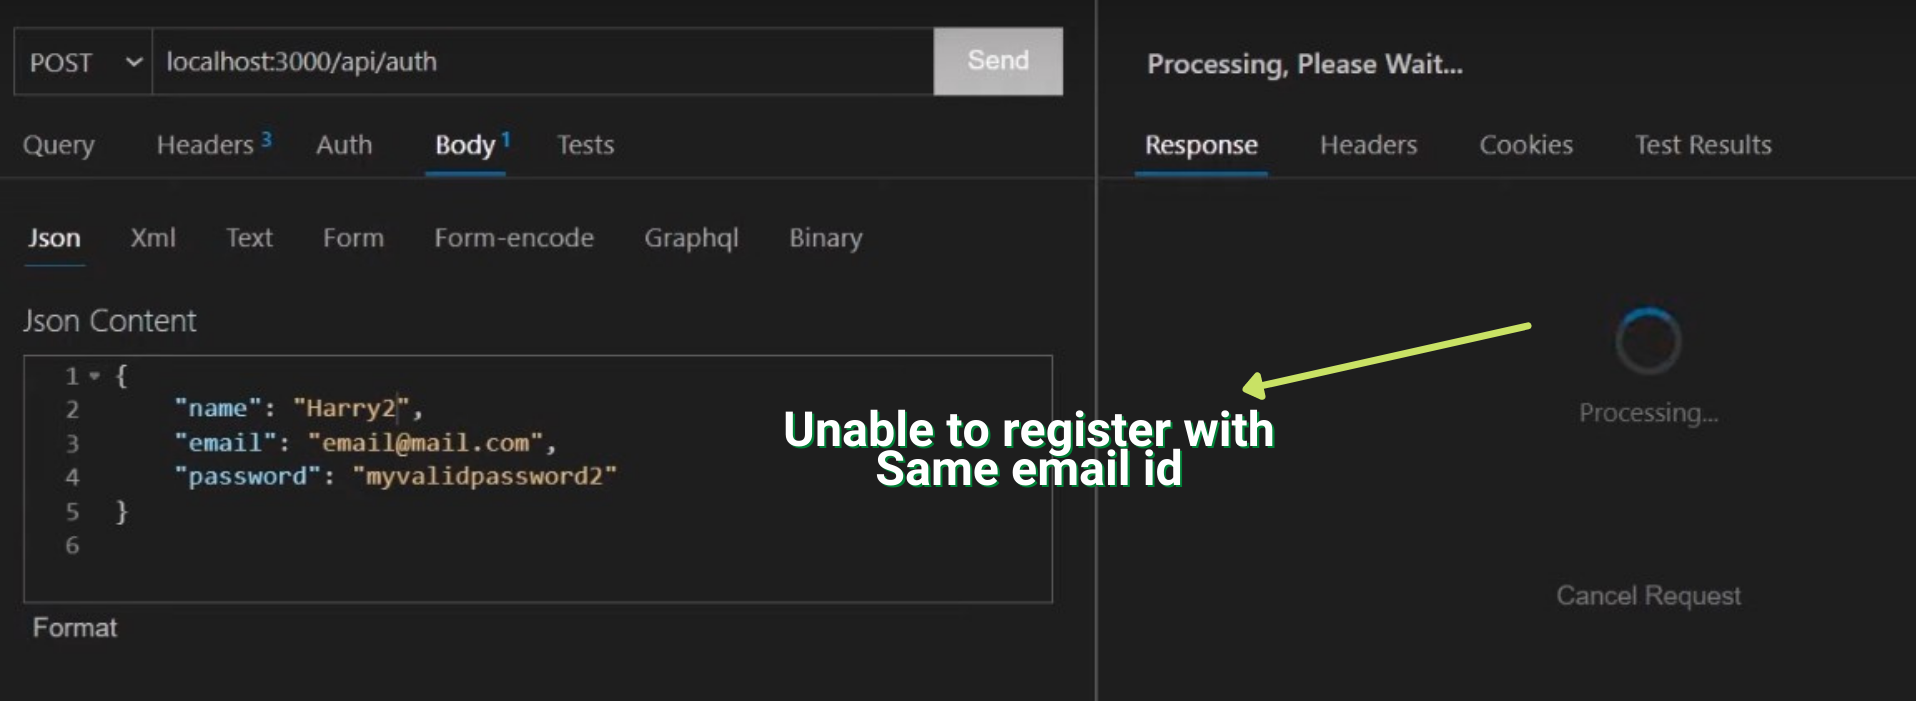 POST localhost:3000/api/auth Send
Query Headers 3 Auth Body 1 Tests
Json Xml Text Form Form-encode Graphql Binary
Json Content
1 {
2 "name": "Harry2",
3 "email": "email@mail.com",
4 "password": "myvalidpassword2"
5 }
6
Format
Processing, Please Wait...
Response Headers Cookies Test Results
Processing...
Cancel Request
Unable to register with
Same email id